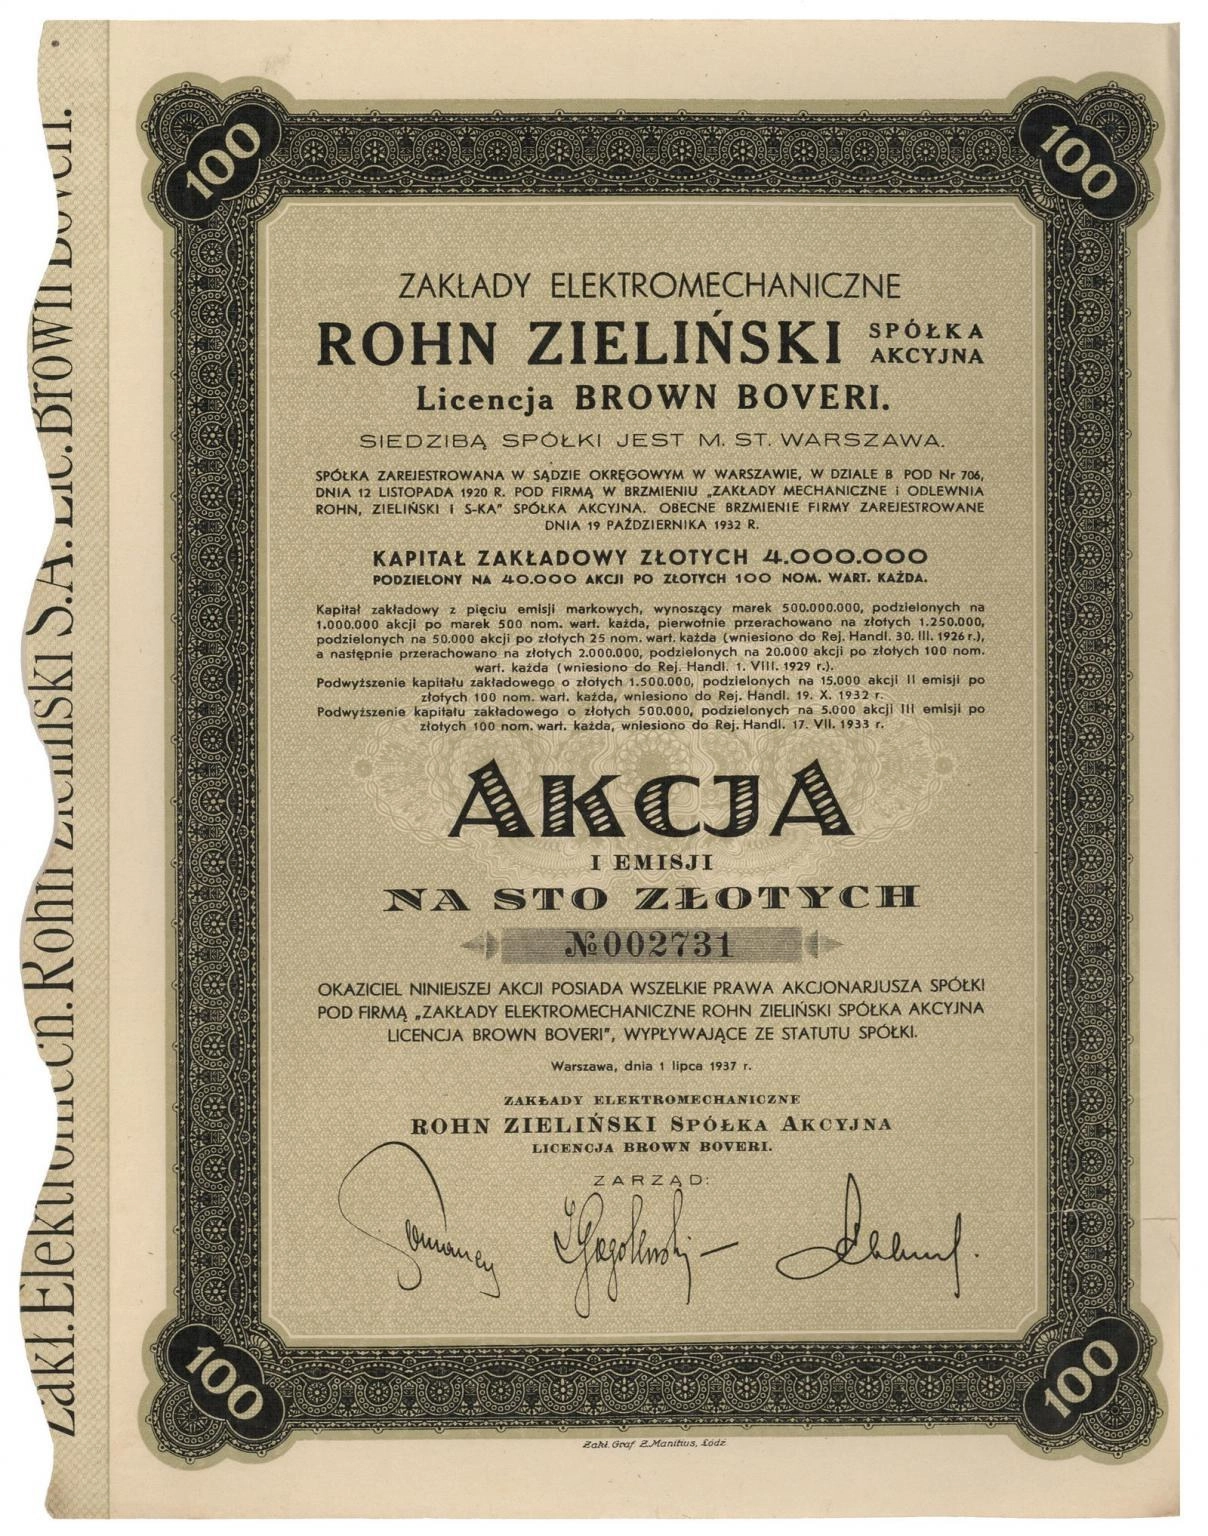 100
100
ZAKŁADY ELEKTROMECHANICZNE
ROHN ZIELIŃSKI SPÓŁKA AKCYJNA
Licencja BROWN BOVERI.
SIEDZIBĄ SPÓŁKI JEST M. ST. WARSZAWA.
SPÓŁKA ZAREJESTROWANA W SĄDZIE OKRĘGOWYM W WARSZAWIE, W DZIALE B POD Nr 706,
DNIA 12 LISTOPADA 1920 R. POD FIRMĄ W BRZMIENIU „ZAKŁADY MECHANICZNE i ODLEWNIA
ROHN, ZIELIŃSKI I S-KA" SPÓŁKA AKCYJNA. OBECNE BRZMIENIE FIRMY ZAREJESTROWANE
DNIA 19 PAŹDZIERNIKA 1932 R.
KAPITAŁ ZAKŁADOWY ZŁOTYCH 4.000.000
PODZIELONY NA 40.000 AKCJI PO ZŁOTYCH 100 NOM. WART. KAŻDA.
Kapitał zakładowy z pięciu emisji markowych, wynoszący marek 500.000.000, podzielonych na
1.000.000 akcji po marek 500 nom. wart. każda, pierwotnie przerachowano na złotych 1.250.000,
podzielonych na 50.000 akcji po złotych 25 nom. wart. każda (wniesiono do Rej. Handl. 30. III. 1926 r.),
a następnie przerachowano na złotych 2.000.000, podzielonych na 20.000 akcji po złotych 100 nom.
wart. każda (wniesiono do Rej. Handl. 1. VIII. 1929 r.).
Podwyższenie kapitału zakładowego o złotych 1.500.000, podzielonych na 15.000 akcji II emisji po
złotych 100 nom. wart. każda, wniesiono do Rej. Handl. 19. X. 1932 r.
Podwyższenie kapitału zakładowego o złotych 500.000, podzielonych na 5.000 akcji III emisji po
złotych 100 nom. wart. każda, wniesiono do Rej. Handl. 17. VII. 1933 r.
AKCJA
I EMISJI
NA STO ZŁOTYCH
№ 002731
OKAZICIEL NINIEJSZEJ AKCJI POSIADA WSZELKIE PRAWA AKCJONARJUSZA SPÓŁKI
POD FIRMĄ „ZAKŁADY ELEKTROMECHANICZNE ROHN ZIELIŃSKI SPÓŁKA AKCYJNA
LICENCJA BROWN BOVERI", WYPŁYWAJĄCE ZE STATUTU SPÓŁKI.
Warszawa, dnia 1 lipca 1937 r.
ZAKŁADY ELEKTROMECHANICZNE
ROHN ZIELIŃSKI SPÓŁKA AKCYJNA
LICENCJA BROWN BOVERI.
ZARZĄD:
100
100
Zakł. Graf Z. Manitius, Łódź
Zakł. Elektromech. Rohn Zieliński S.A. Lic. Brown Boveri.